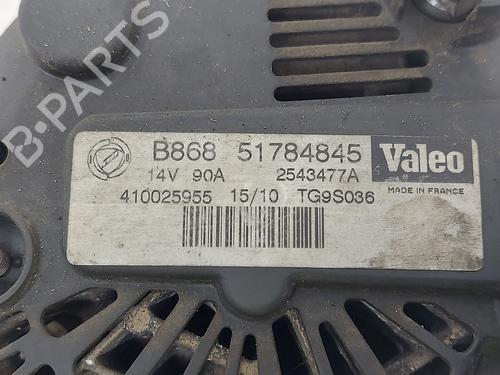 B-PARTS
B868 51784845 Valeo
14V 90A 2543477A MADE IN FRANCE
410025955 15/10 TG9S036